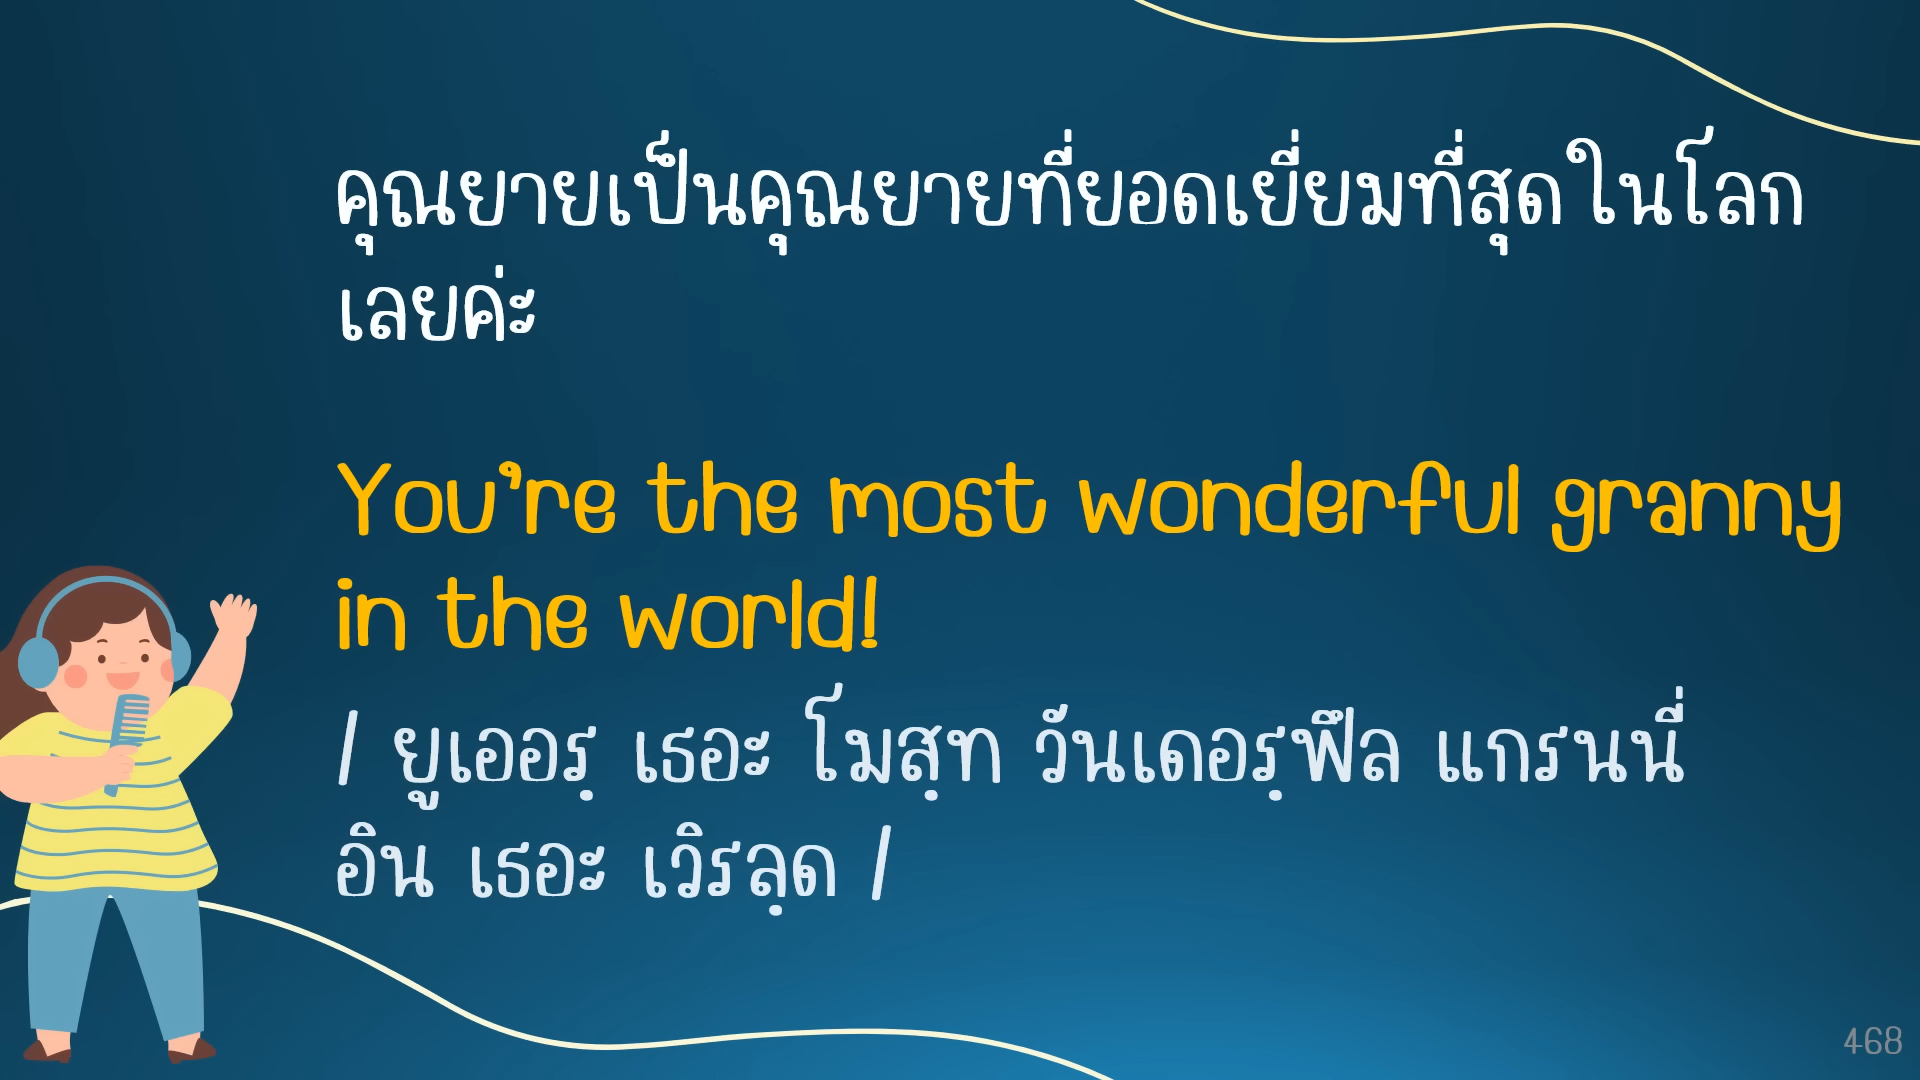 คุณยายเป็นคุณยายที่ยอดเยี่ยมที่สุดในโลก
เลยค่ะ
You’re the most wonderful granny
in the world!
/ ยูเออรฺ เธอะ โมสฺท วันเดอรฺฟึล แกรนนี่
อิน เธอะ เวิรลฺด /
468